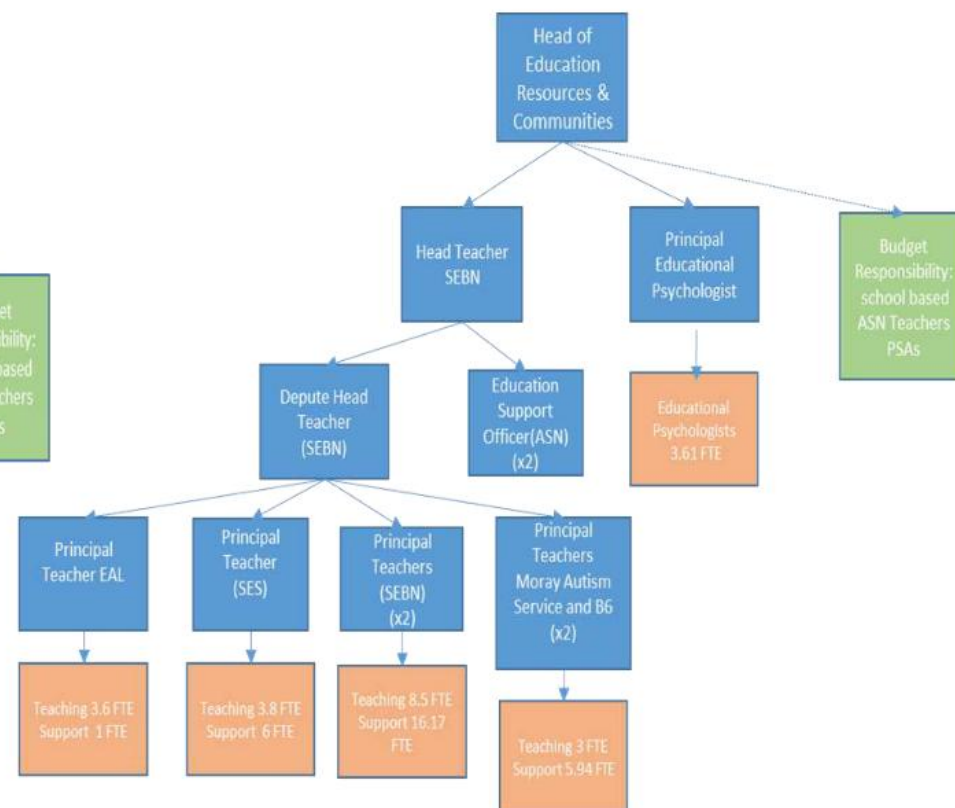 Head of
Education
Resources &
Communities
Head Teacher
SEBN
Principal
Educational
Psychologist
Budget
Responsibility:
school based
ASN Teachers
PSAs
Depute Head
Teacher
(SEBN)
Education
Support
Officer(ASN)
(x2)
Educational
Psychologists
3.61 FTE
Principal
Teacher EAL
Principal
Teacher
(SES)
Principal
Teachers
(SEBN)
(x2)
Principal
Teachers
Moray Autism
Service and B6
(x2)
Teaching 3.6 FTE
Support 1 FTE
Teaching 3.8 FTE
Support 6 FTE
Teaching 8.5 FTE
Support 16.17
FTE
Teaching 3 FTE
Support 5.94 FTE